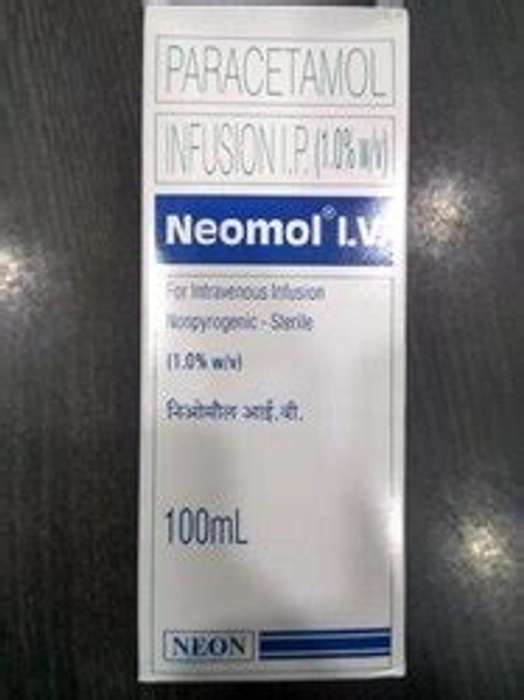 PARACETAMOL
INFUSION I.P. (1.0% w/v)
Neomol® I.V.
For Intravenous Infusion
Nonpyrogenic - Sterile
(1.0% w/v)
निओमौल आई.वी.
100mL
NEON